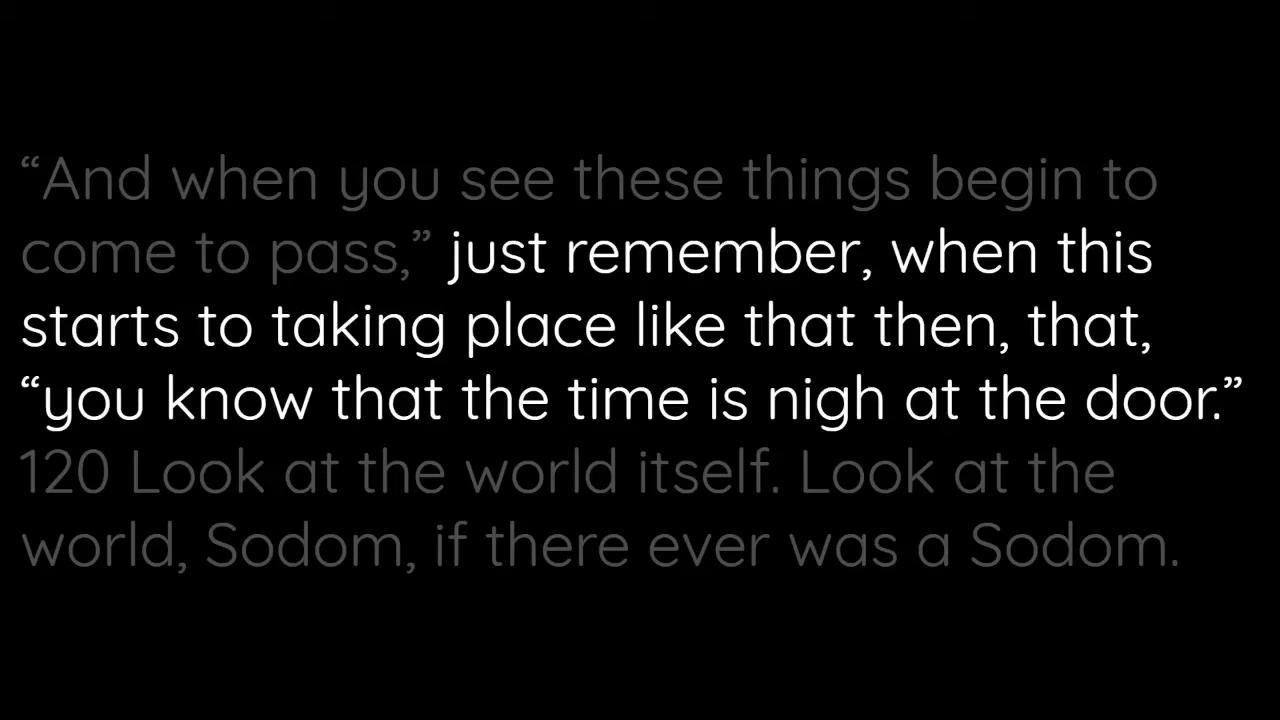 “And when you see these things begin to
come to pass,” just remember, when this
starts to taking place like that then, that,
“you know that the time is nigh at the door.”
120 Look at the world itself. Look at the
world, Sodom, if there ever was a Sodom.